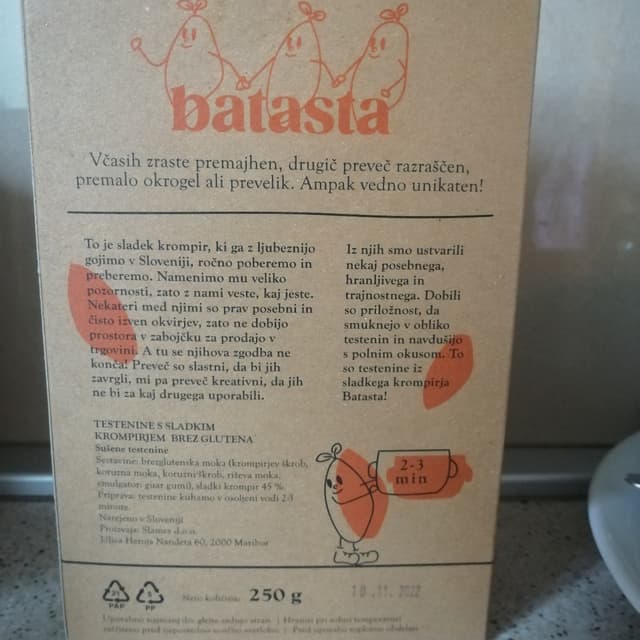 batasta
Včasih zraste premajhen, drugič preveč razraščen,
premalo okrogel ali prevelik. Ampak vedno unikaten!
To je sladek krompir, ki ga z ljubeznijo
gojimo v Sloveniji, ročno poberemo in
preberemo. Namenimo mu veliko
pozornosti, zato z nami veste, kaj jeste.
Nekateri med njimi so prav posebni in
čisto izven okvirjev, zato ne dobijo
prostora v zabojčku za prodajo v
trgovini. A tu se njihova zgodba ne
konča! Preveč so slastni, da bi jih
zavrgli, mi pa preveč kreativni, da jih
ne bi za kaj drugega uporabili.
Iz njih smo ustvarili
nekaj posebnega,
hranljivega in
trajnostnega. Dobili
so priložnost, da
smuknejo v obliko
testenin in navdušijo
s polnim okusom. To
so testenine iz
sladkega krompirja
Batasta!
TESTENINE S SLADKIM
KROMPIRJEM BREZ GLUTENA
Sušene testenine
Sestavine: brezglutenska moka (krompirjev škrob,
koruzna moka, koruzni škrob, riževa moka,
emulgator: guar gumi), sladki krompir 45 %.
Priprava: testenine kuhamo v osoljeni vodi 2-3
minute.
Narejeno v Sloveniji
Proizvaja: Slamex d.o.o.
Ulica Heroja Nandeta 60, 2000 Maribor
2-3
min
21
PAP
5
PP
Neto količina: 250 g
10.11.2022